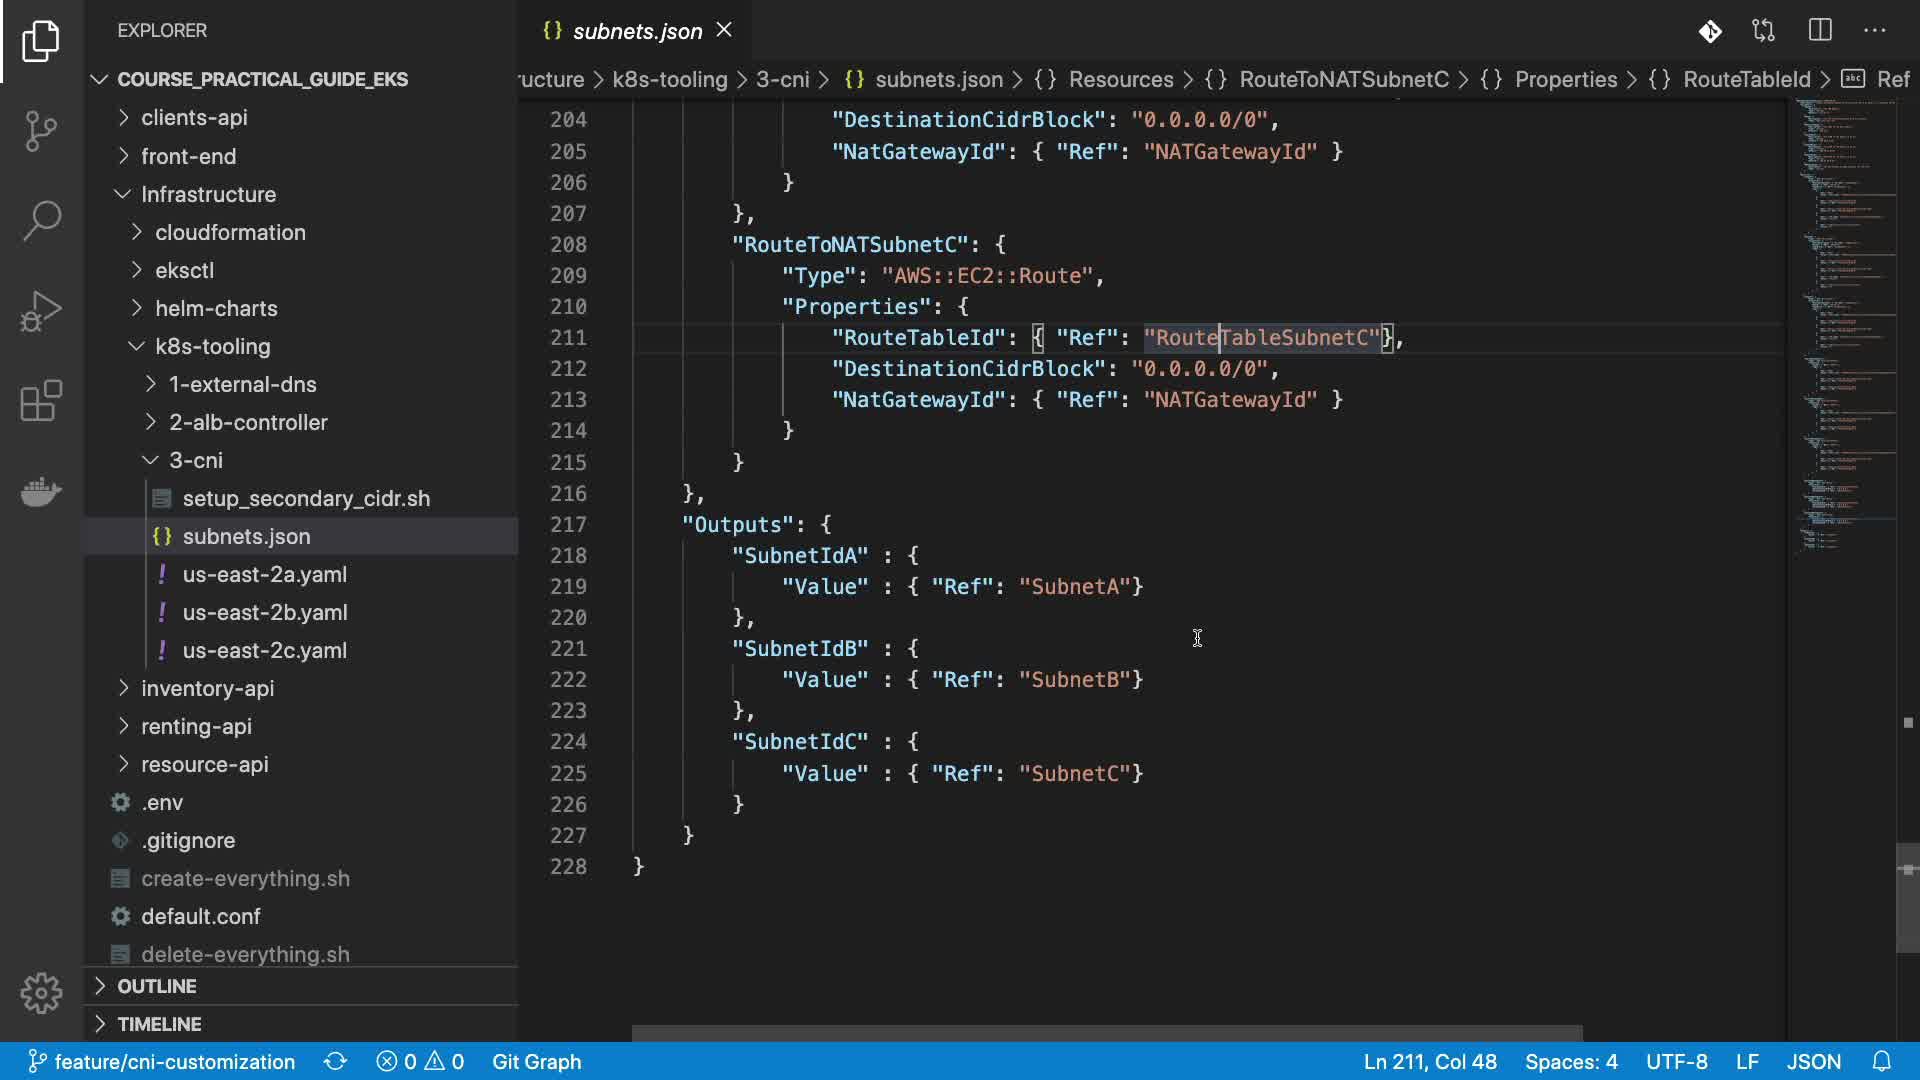 EXPLORER
COURSE_PRACTICAL_GUIDE_EKS
clients-api
front-end
Infrastructure
cloudformation
eksctl
helm-charts
k8s-tooling
1-external-dns
2-alb-controller
3-cni
setup_secondary_cidr.sh
{} subnets.json
! us-east-2a.yaml
! us-east-2b.yaml
! us-east-2c.yaml
inventory-api
renting-api
resource-api
.env
.gitignore
create-everything.sh
default.conf
delete-everything.sh
OUTLINE
TIMELINE
{} subnets.json
ructure > k8s-tooling > 3-cni > {} subnets.json > {} Resources > {} RouteToNATSubnetC > {} Properties > {} RouteTableId > abc Ref
204 "DestinationCidrBlock": "0.0.0.0/0",
205 "NatGatewayId": { "Ref": "NATGatewayId" }
206 }
207 },
208 "RouteToNATSubnetC": {
209 "Type": "AWS::EC2::Route",
210 "Properties": {
211 "RouteTableId": { "Ref": "RouteTableSubnetC"},
212 "DestinationCidrBlock": "0.0.0.0/0",
213 "NatGatewayId": { "Ref": "NATGatewayId" }
214 }
215 }
216 },
217 "Outputs": {
218 "SubnetIdA" : {
219 "Value" : { "Ref": "SubnetA"}
220 },
221 "SubnetIdB" : {
222 "Value" : { "Ref": "SubnetB"}
223 },
224 "SubnetIdC" : {
225 "Value" : { "Ref": "SubnetC"}
226 }
227 }
228 }
feature/cni-customization 0 0 Git Graph Ln 211, Col 48 Spaces: 4 UTF-8 LF JSON